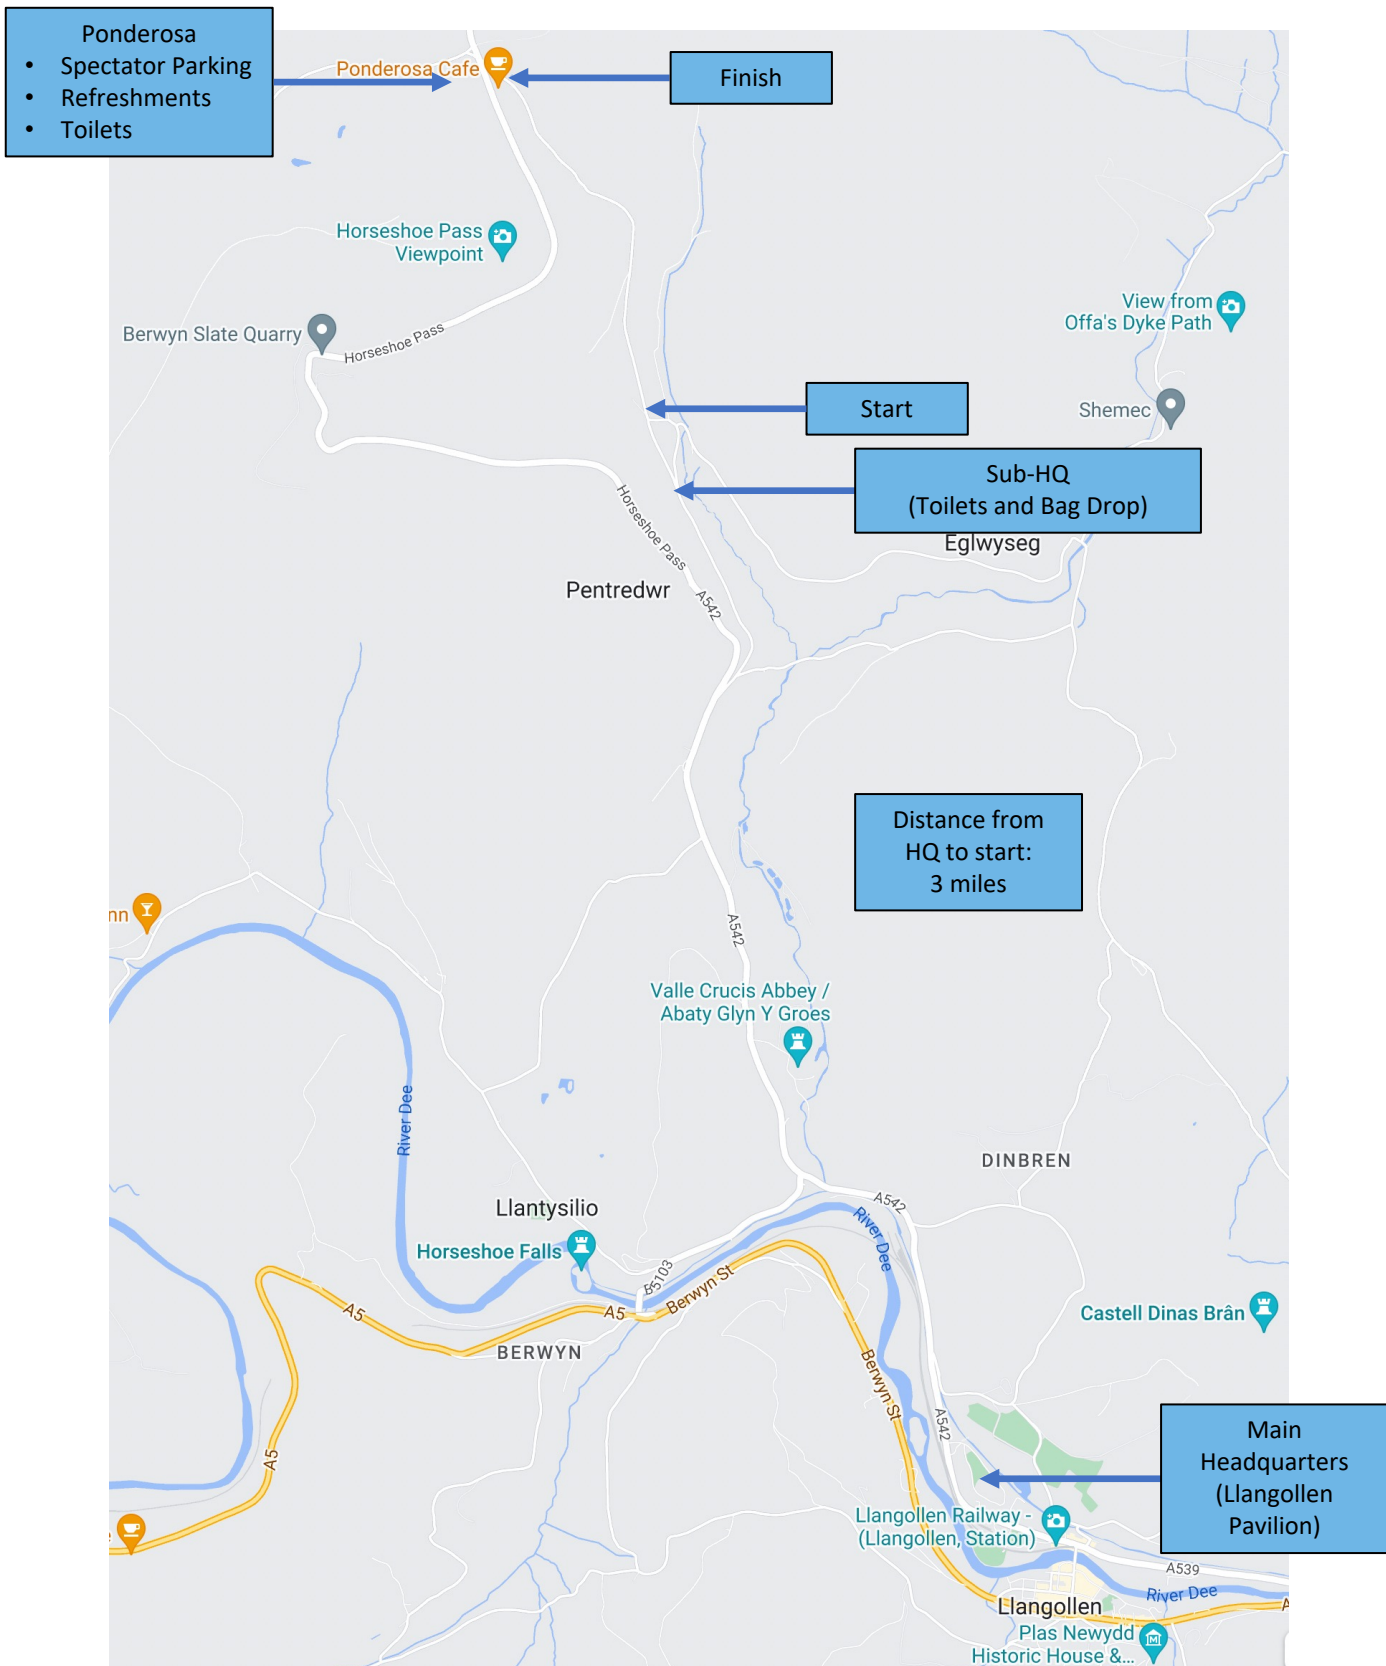 Ponderosa
• Spectator Parking
• Refreshments
• Toilets
Ponderosa Cafe
Finish
Horseshoe Pass
Viewpoint
Berwyn Slate Quarry
Horseshoe Pass
View from
Offa's Dyke Path
Start
Shemec
Sub-HQ
(Toilets and Bag Drop)
Eglwyseg
Horseshoe Pass
Pentredwr
A542
Distance from
HQ to start:
3 miles
nn
A542
Valle Crucis Abbey /
Abaty Glyn Y Groes
River Dee
DINBREN
Llantysilio
A542
River Dee
Horseshoe Falls
B5103
Berwyn St
A5
A5
Castell Dinas Brân
BERWYN
Berwyn St
A542
A5
Main
Headquarters
(Llangollen
Pavilion)
Llangollen Railway -
(Llangollen, Station)
A539
River Dee
Llangollen
A
Plas Newydd
Historic House &...